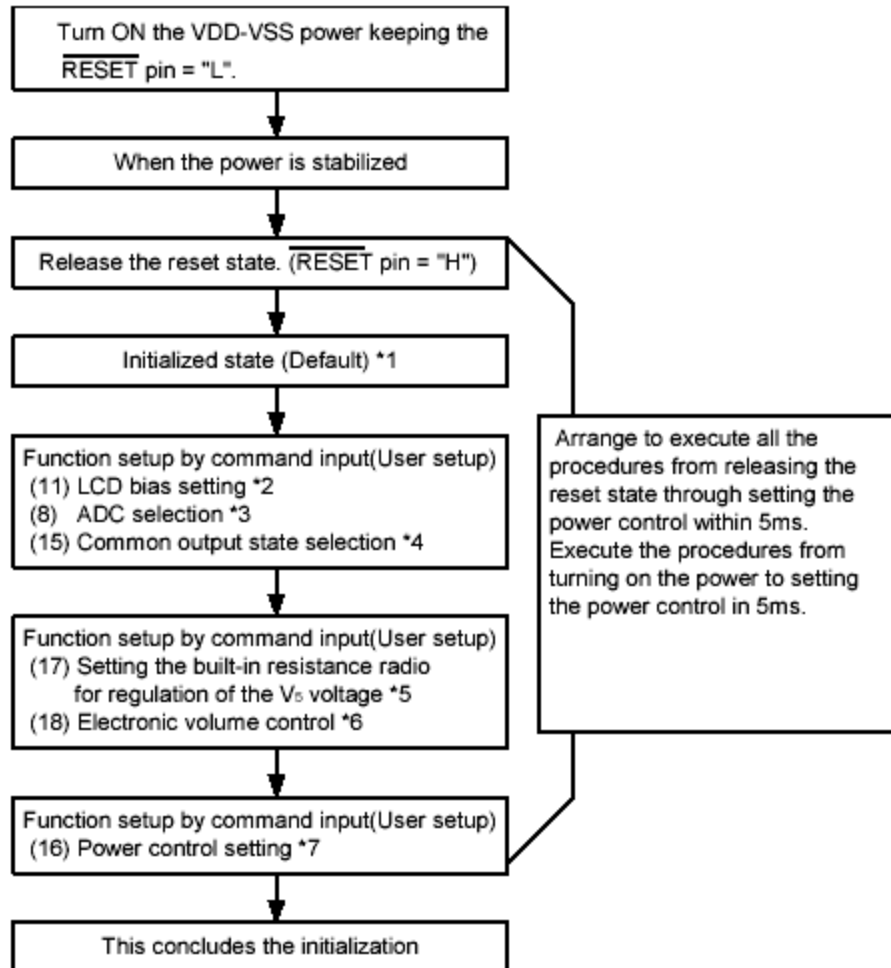 Turn ON the VDD-VSS power keeping the
RESET pin = "L".
When the power is stabilized
Release the reset state. (RESET pin = "H")
Initialized state (Default) *1
Function setup by command input(User setup)
(11) LCD bias setting *2
(8) ADC selection *3
(15) Common output state selection *4
Function setup by command input(User setup)
(17) Setting the built-in resistance radio
for regulation of the V5 voltage *5
(18) Electronic volume control *6
Function setup by command input(User setup)
(16) Power control setting *7
This concludes the initialization
Arrange to execute all the
procedures from releasing the
reset state through setting the
power control within 5ms.
Execute the procedures from
turning on the power to setting
the power control in 5ms.